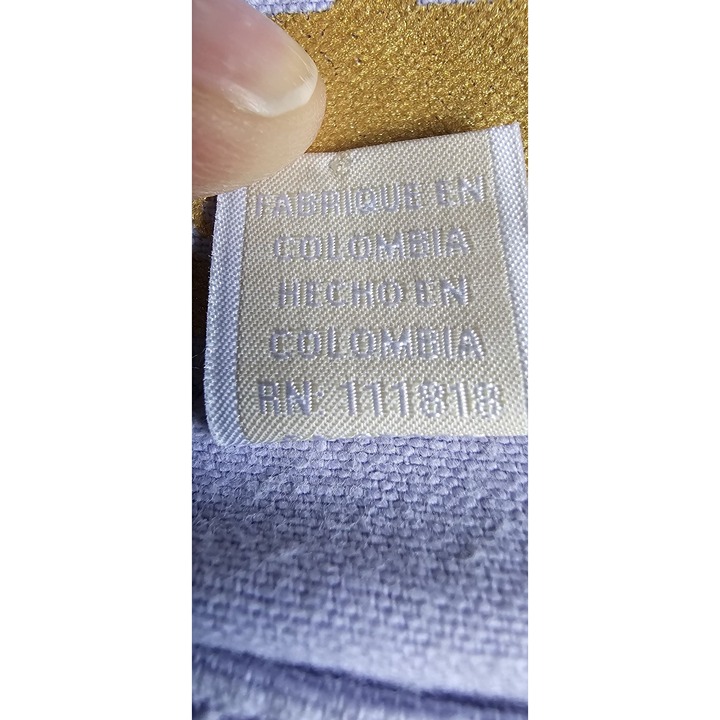 FABRIQUE EN
COLOMBIA
HECHO EN
COLOMBIA
RN: 111818